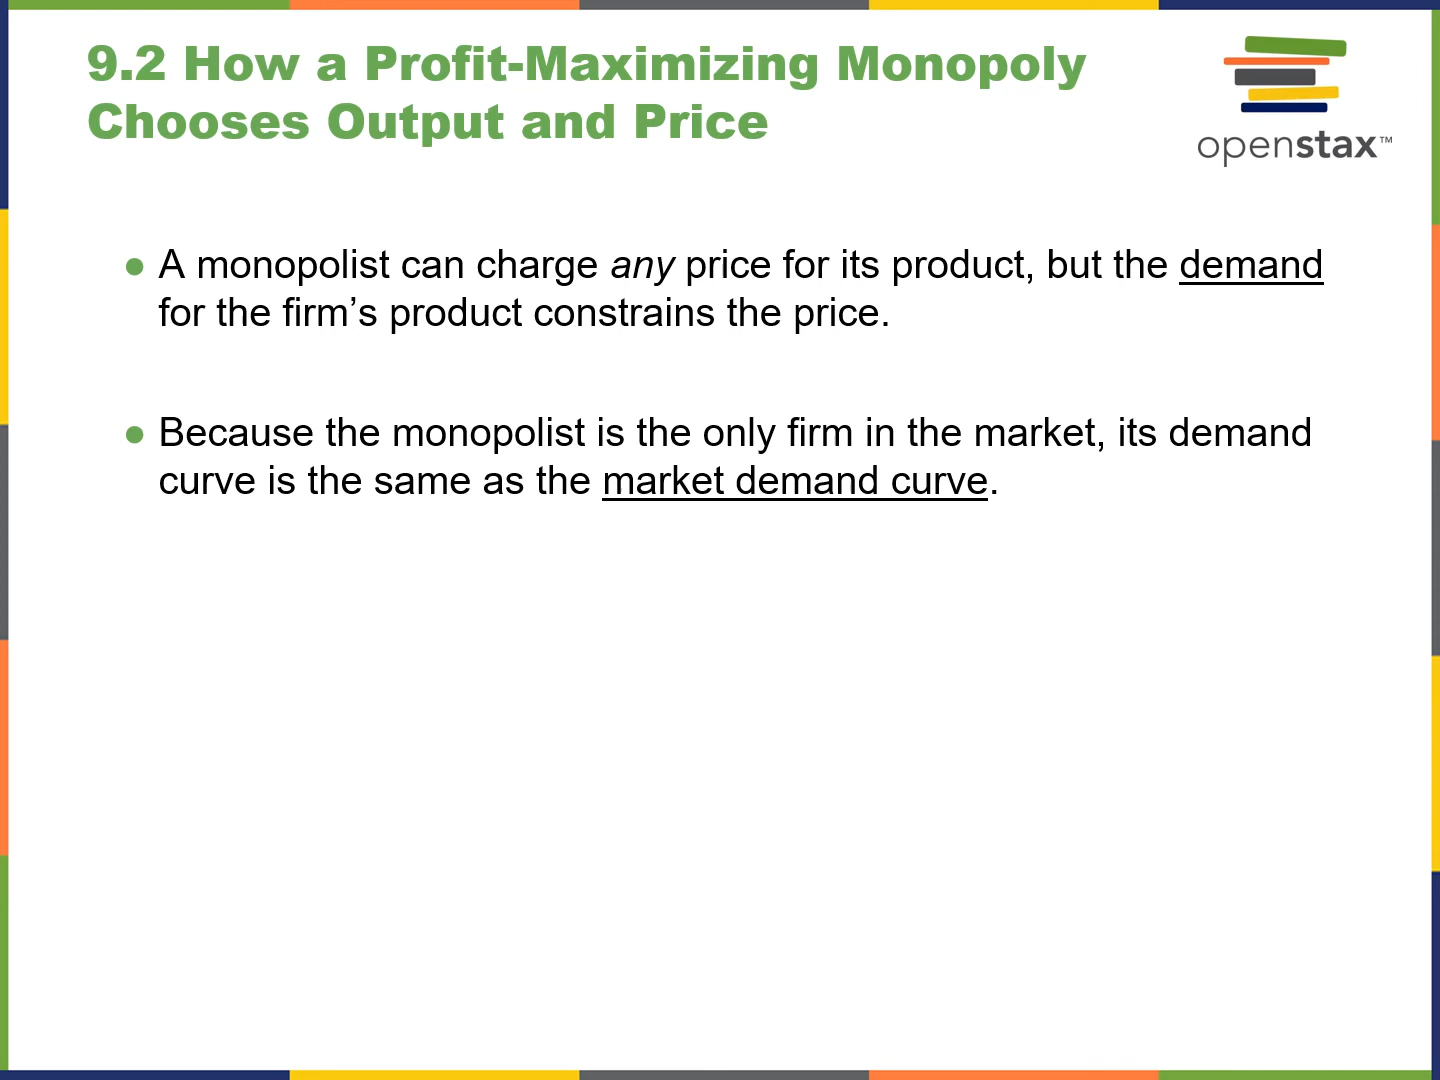 9.2 How a Profit-Maximizing Monopoly
Chooses Output and Price
openstax™
● A monopolist can charge any price for its product, but the demand
for the firm’s product constrains the price.
● Because the monopolist is the only firm in the market, its demand
curve is the same as the market demand curve.